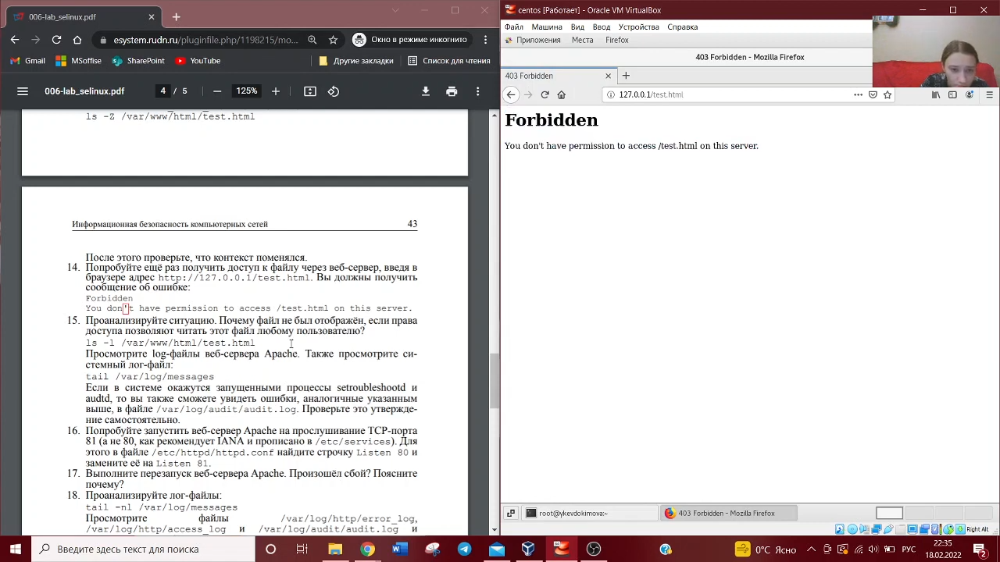 006-lab_selinux.pdf
esystem.rudn.ru/pluginfile.php/1198215/mo...
Окно в режиме инкогнито
Gmail
MSoffise
SharePoint
YouTube
Другие закладки
Список для чтения
006-lab_selinux.pdf
4 / 5
125%
ls -Z /var/www/html/test.html
Информационная безопасность компьютерных сетей 43
После этого проверьте, что контекст поменялся.
14. Попробуйте ещё раз получить доступ к файлу через веб-сервер, введя в
браузере адрес http://127.0.0.1/test.html. Вы должны получить
сообщение об ошибке:
Forbidden
You don't have permission to access /test.html on this server.
15. Проанализируйте ситуацию. Почему файл не был отображён, если права
доступа позволяют читать этот файл любому пользователю?
ls -l /var/www/html/test.html
Просмотрите log-файлы веб-сервера Apache. Также просмотрите си-
стемный лог-файл:
tail /var/log/messages
Если в системе окажутся запущенными процессы setroubleshootd и
audtd, то вы также сможете увидеть ошибки, аналогичные указанным
выше, в файле /var/log/audit/audit.log. Проверьте это утвержде-
ние самостоятельно.
16. Попробуйте запустить веб-сервер Apache на прослушивание TCP-порта
81 (а не 80, как рекомендует IANA и прописано в /etc/services). Для
этого в файле /etc/httpd/httpd.conf найдите строчку Listen 80 и
замените её на Listen 81.
17. Выполните перезапуск веб-сервера Apache. Произошёл сбой? Поясните
почему?
18. Проанализируйте лог-файлы:
tail -nl /var/log/messages
Просмотрите файлы /var/log/http/error_log,
/var/log/http/access_log и /var/log/audit/audit.log и
centos [Работает] - Oracle VM VirtualBox
Файл Машина Вид Ввод Устройства Справка
Приложения Места Firefox
403 Forbidden - Mozilla Firefox
403 Forbidden
127.0.0.1/test.html
Forbidden
You don't have permission to access /test.html on this server.
root@ykevdokimova:~
403 Forbidden - Mozilla Firefox
Right Alt
Введите здесь текст для поиска
0°C Ясно
РУС
22:35
18.02.2022
2